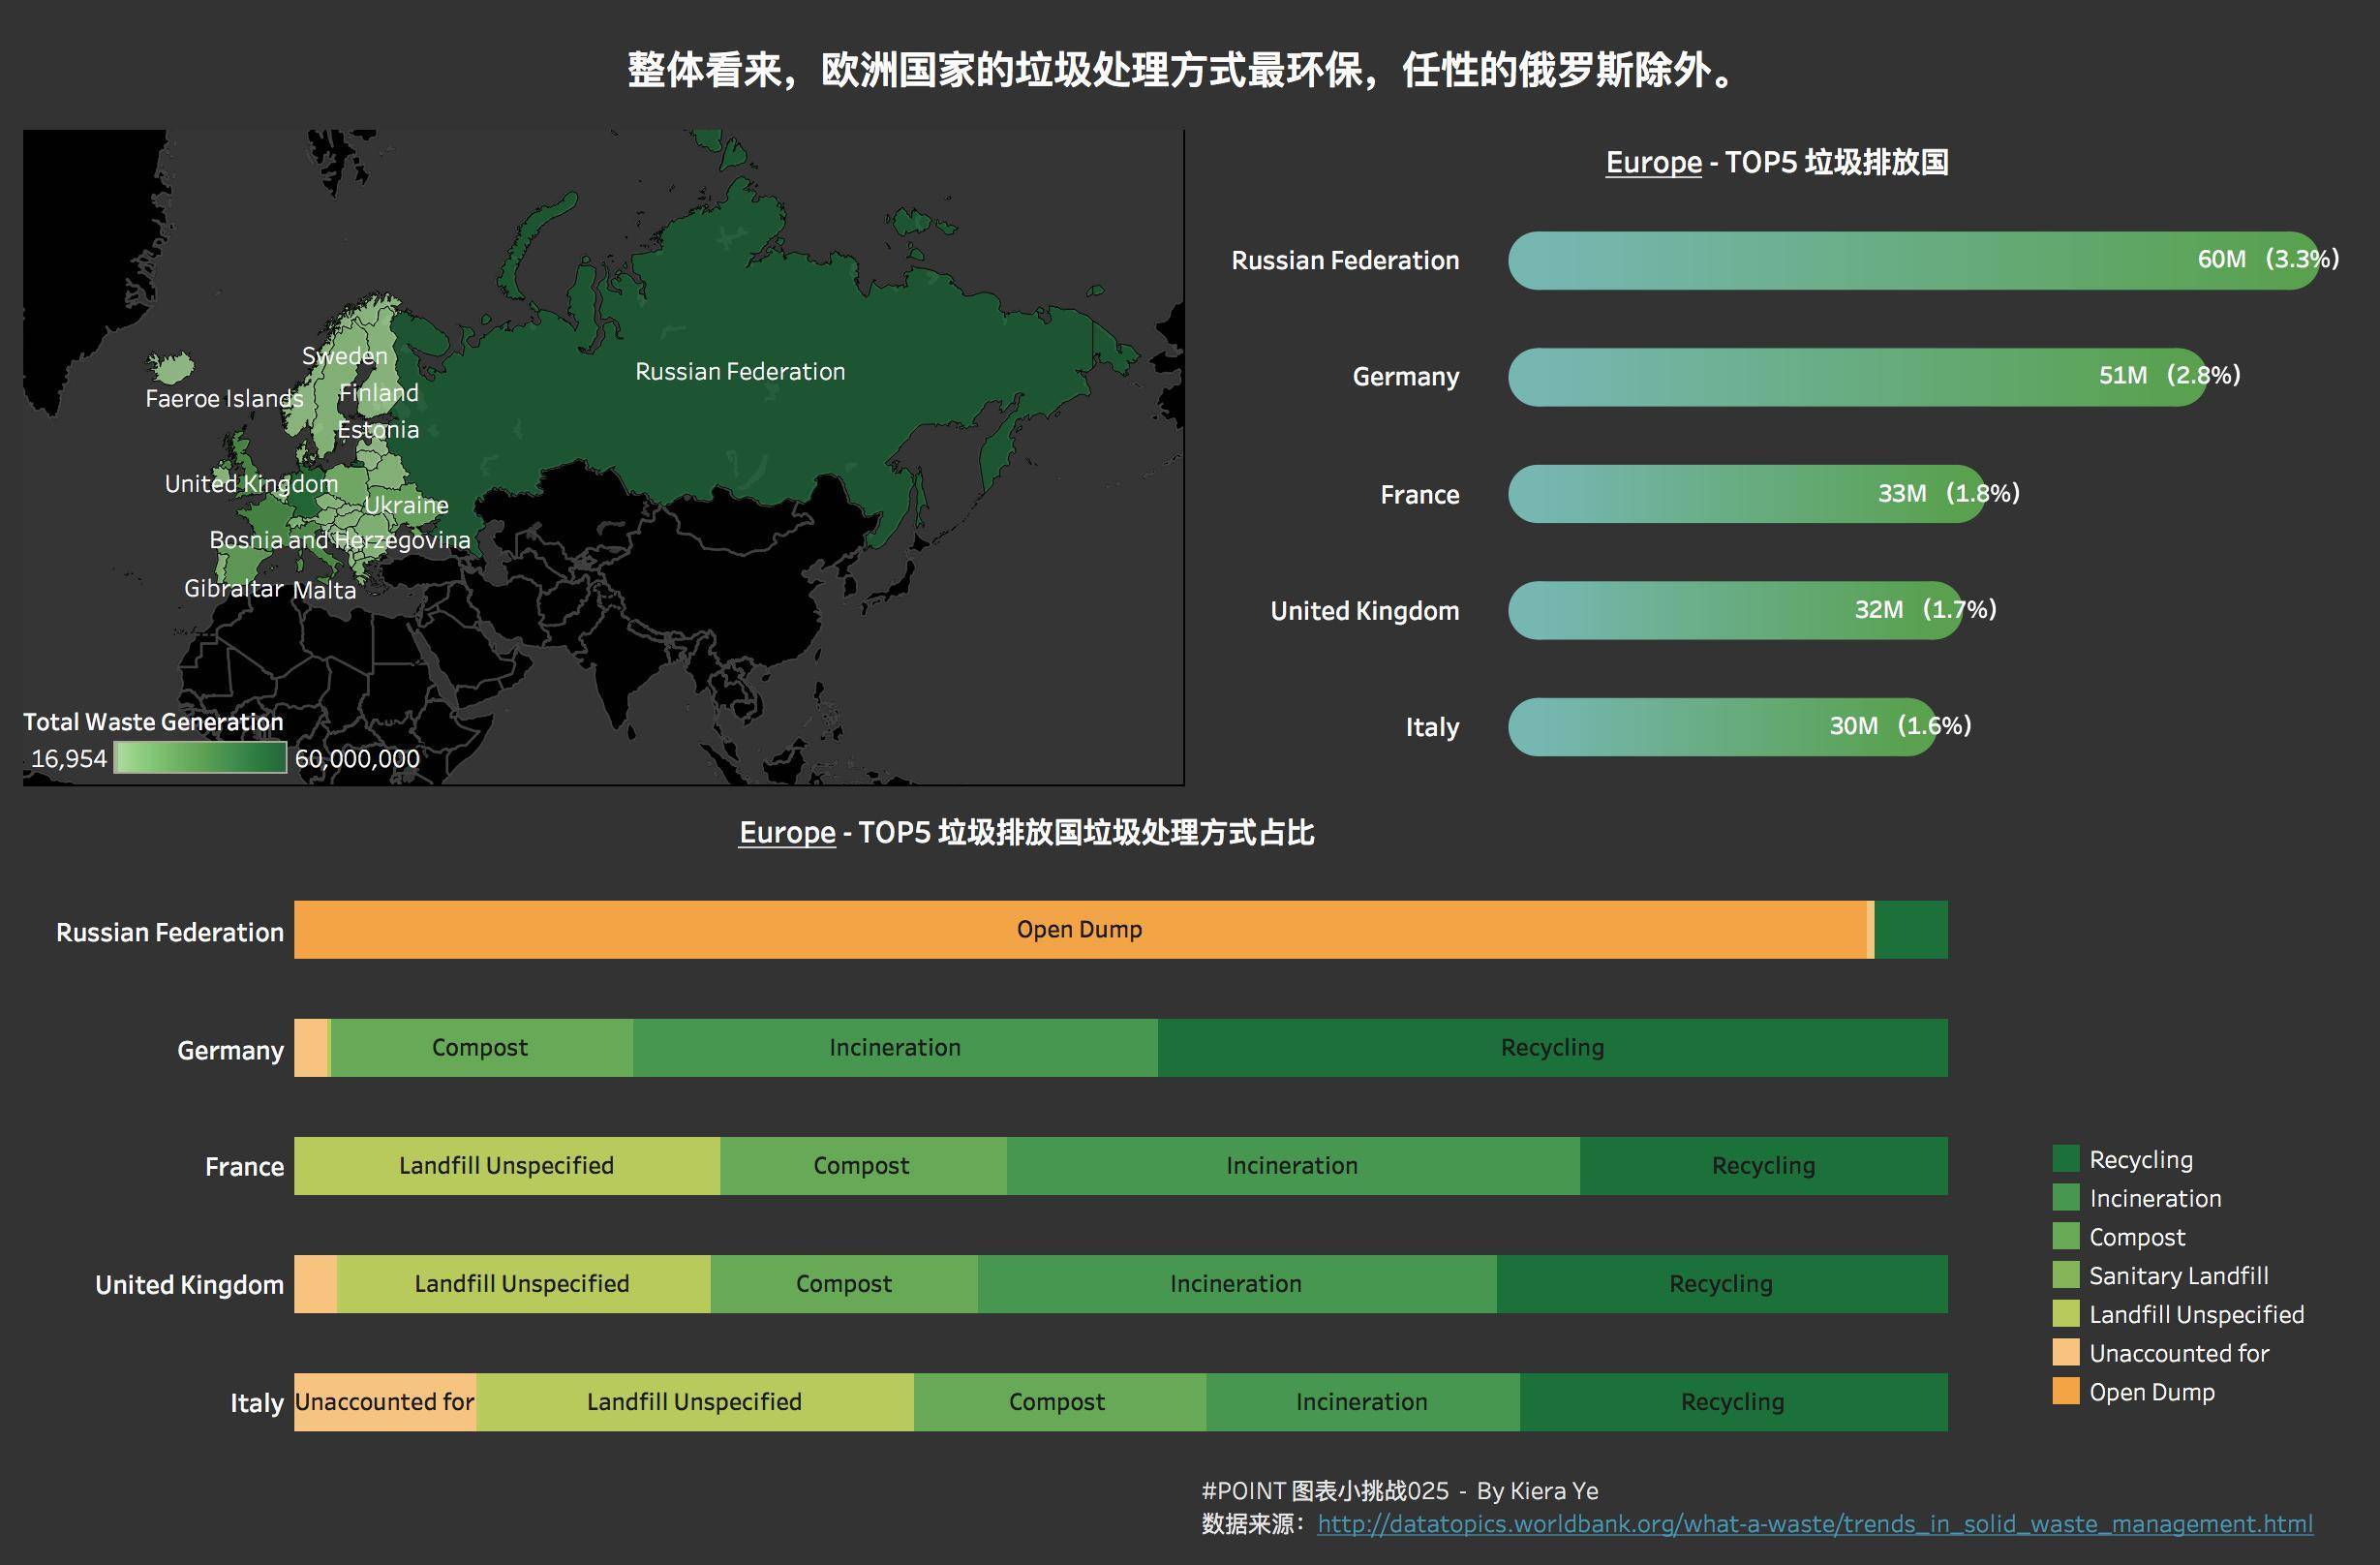 整体看来，欧洲国家的垃圾处理方式最环保，任性的俄罗斯除外。
Sweden
Faeroe Islands
Finland
Estonia
Russian Federation
United Kingdom
Ukraine
Bosnia and Herzegovina
Gibraltar
Malta
Total Waste Generation
16,954 60,000,000
Europe - TOP5 垃圾排放国
Russian Federation 60M (3.3%)
Germany 51M (2.8%)
France 33M (1.8%)
United Kingdom 32M (1.7%)
Italy 30M (1.6%)
Europe - TOP5 垃圾排放国垃圾处理方式占比
Russian Federation Open Dump
Germany Compost Incineration Recycling
France Landfill Unspecified Compost Incineration Recycling
United Kingdom Landfill Unspecified Compost Incineration Recycling
Italy Unaccounted for Landfill Unspecified Compost Incineration Recycling
Recycling
Incineration
Compost
Sanitary Landfill
Landfill Unspecified
Unaccounted for
Open Dump
#POINT 图表小挑战025 - By Kiera Ye
数据来源：http://datatopics.worldbank.org/what-a-waste/trends_in_solid_waste_management.html